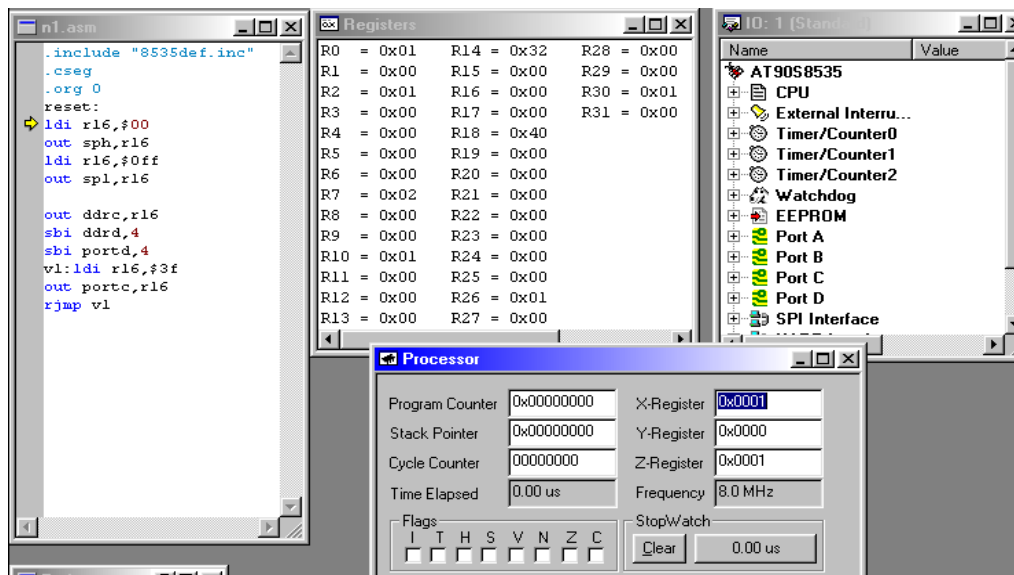 n1.asm
.include "8535def.inc"
.cseg
.org 0
reset:
ldi r16,$00
out sph,r16
ldi r16,$0ff
out spl,r16
out ddrc,r16
sbi ddrd,4
sbi portd,4
v1:ldi r16,$3f
out portc,r16
rjmp v1
Registers
R0 = 0x01 R14 = 0x32 R28 = 0x00
R1 = 0x00 R15 = 0x00 R29 = 0x00
R2 = 0x01 R16 = 0x00 R30 = 0x01
R3 = 0x00 R17 = 0x00 R31 = 0x00
R4 = 0x00 R18 = 0x40
R5 = 0x00 R19 = 0x00
R6 = 0x00 R20 = 0x00
R7 = 0x02 R21 = 0x00
R8 = 0x00 R22 = 0x00
R9 = 0x00 R23 = 0x00
R10 = 0x01 R24 = 0x00
R11 = 0x00 R25 = 0x00
R12 = 0x00 R26 = 0x01
R13 = 0x00 R27 = 0x00
IO: 1
Name Value
AT90S8535
CPU
External Interru...
Timer/Counter0
Timer/Counter1
Timer/Counter2
Watchdog
EEPROM
Port A
Port B
Port C
Port D
SPI Interface
Processor
Program Counter 0x00000000 X-Register 0x0001
Stack Pointer 0x00000000 Y-Register 0x0000
Cycle Counter 00000000 Z-Register 0x0001
Time Elapsed 0.00 us Frequency 8.0 MHz
Flags StopWatch
I T H S V N Z C
Clear 0.00 us